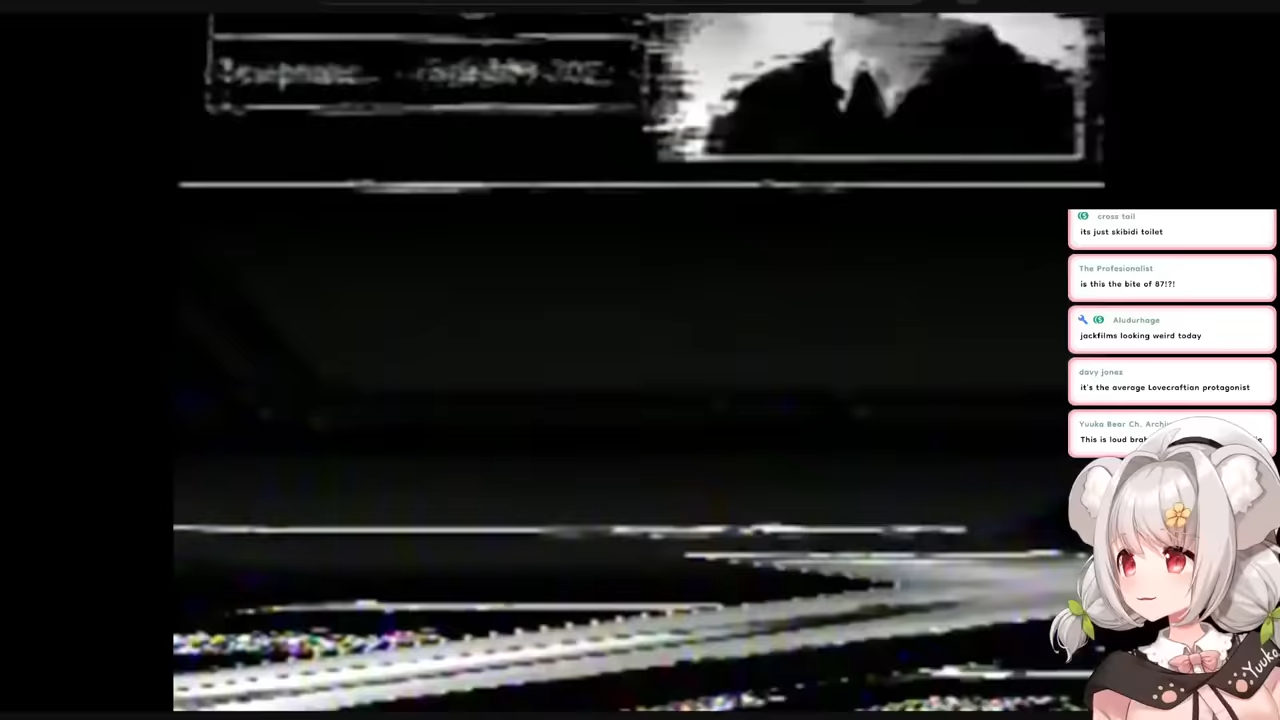 cross tail
its just skibidi toilet
The Profesionalist
is this the bite of 87!?!
Aludurhage
jackfilms looking weird today
davy jones
it's the average Lovecraftian protagonist
Yuuka Bear Ch.
This is loud
Yuuka